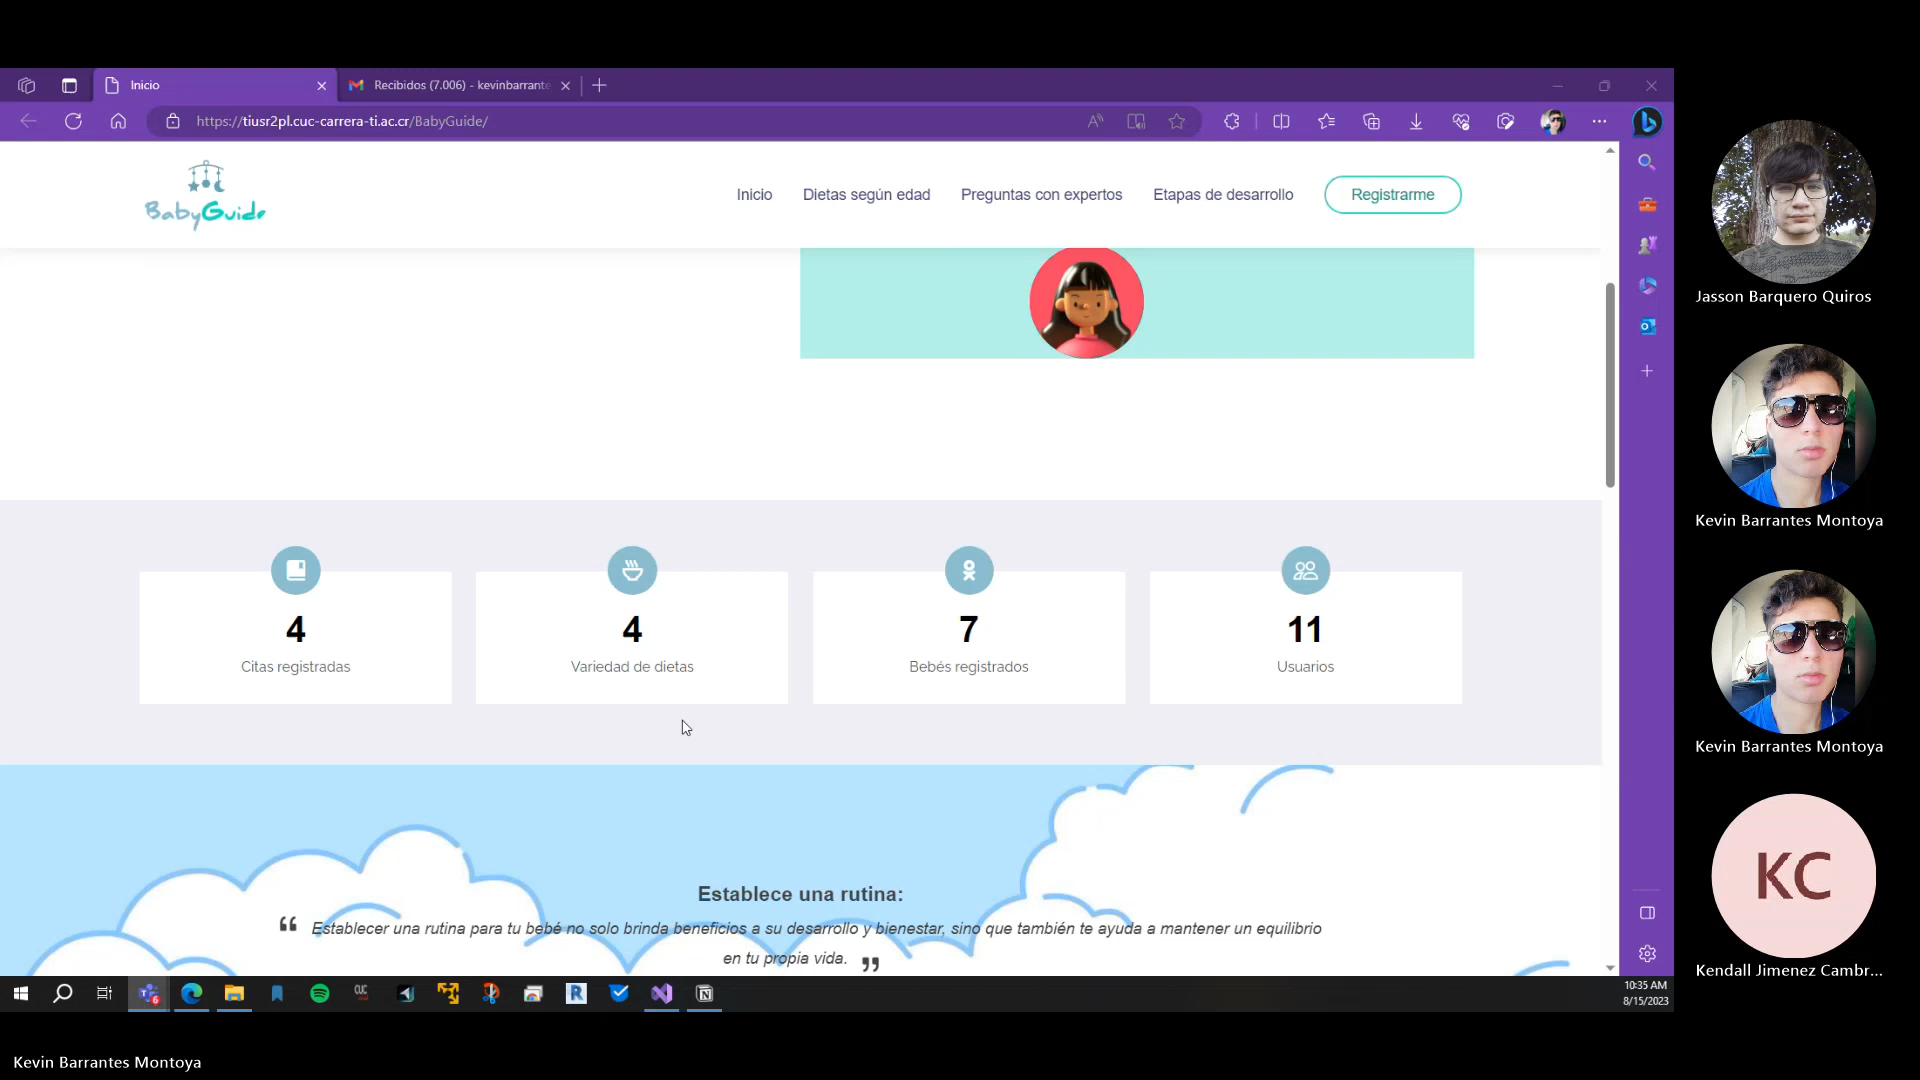 Inicio
Recibidos (7.006) - kevinbarrante
https://tiusr2pl.cuc-carrera-ti.ac.cr/BabyGuide/
BabyGuide
Inicio
Dietas según edad
Preguntas con expertos
Etapas de desarrollo
Registrarme
4
Citas registradas
4
Variedad de dietas
7
Bebés registrados
11
Usuarios
Establece una rutina:
“ Establecer una rutina para tu bebé no solo brinda beneficios a su desarrollo y bienestar, sino que también te ayuda a mantener un equilibrio
en tu propia vida. ”
CUC
10:35 AM
8/15/2023
Jasson Barquero Quiros
Kevin Barrantes Montoya
Kevin Barrantes Montoya
KC
Kendall Jimenez Cambr...
Kevin Barrantes Montoya